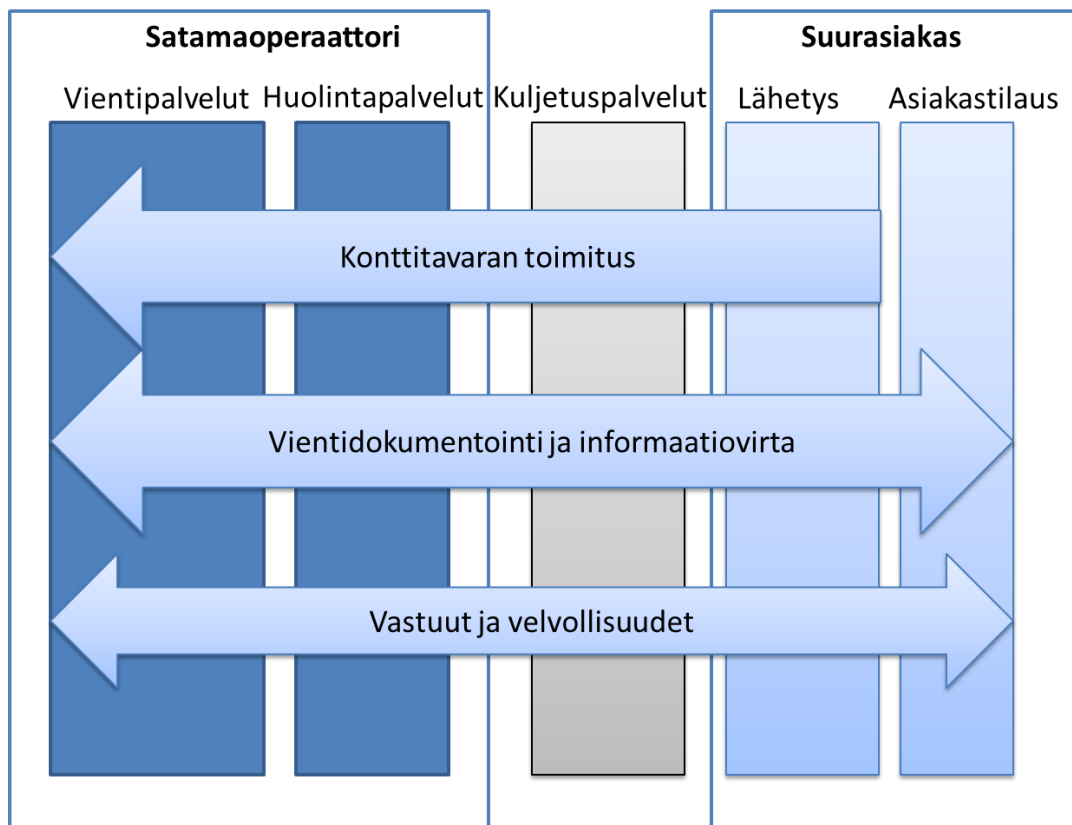 Satamaoperaattori
Suurasiakas
Vientipalvelut
Huolintapalvelut
Kuljetuspalvelut
Lähetys
Asiakastilaus
Konttitavaran toimitus
Vientidokumentointi ja informaatiovirta
Vastuut ja velvollisuudet